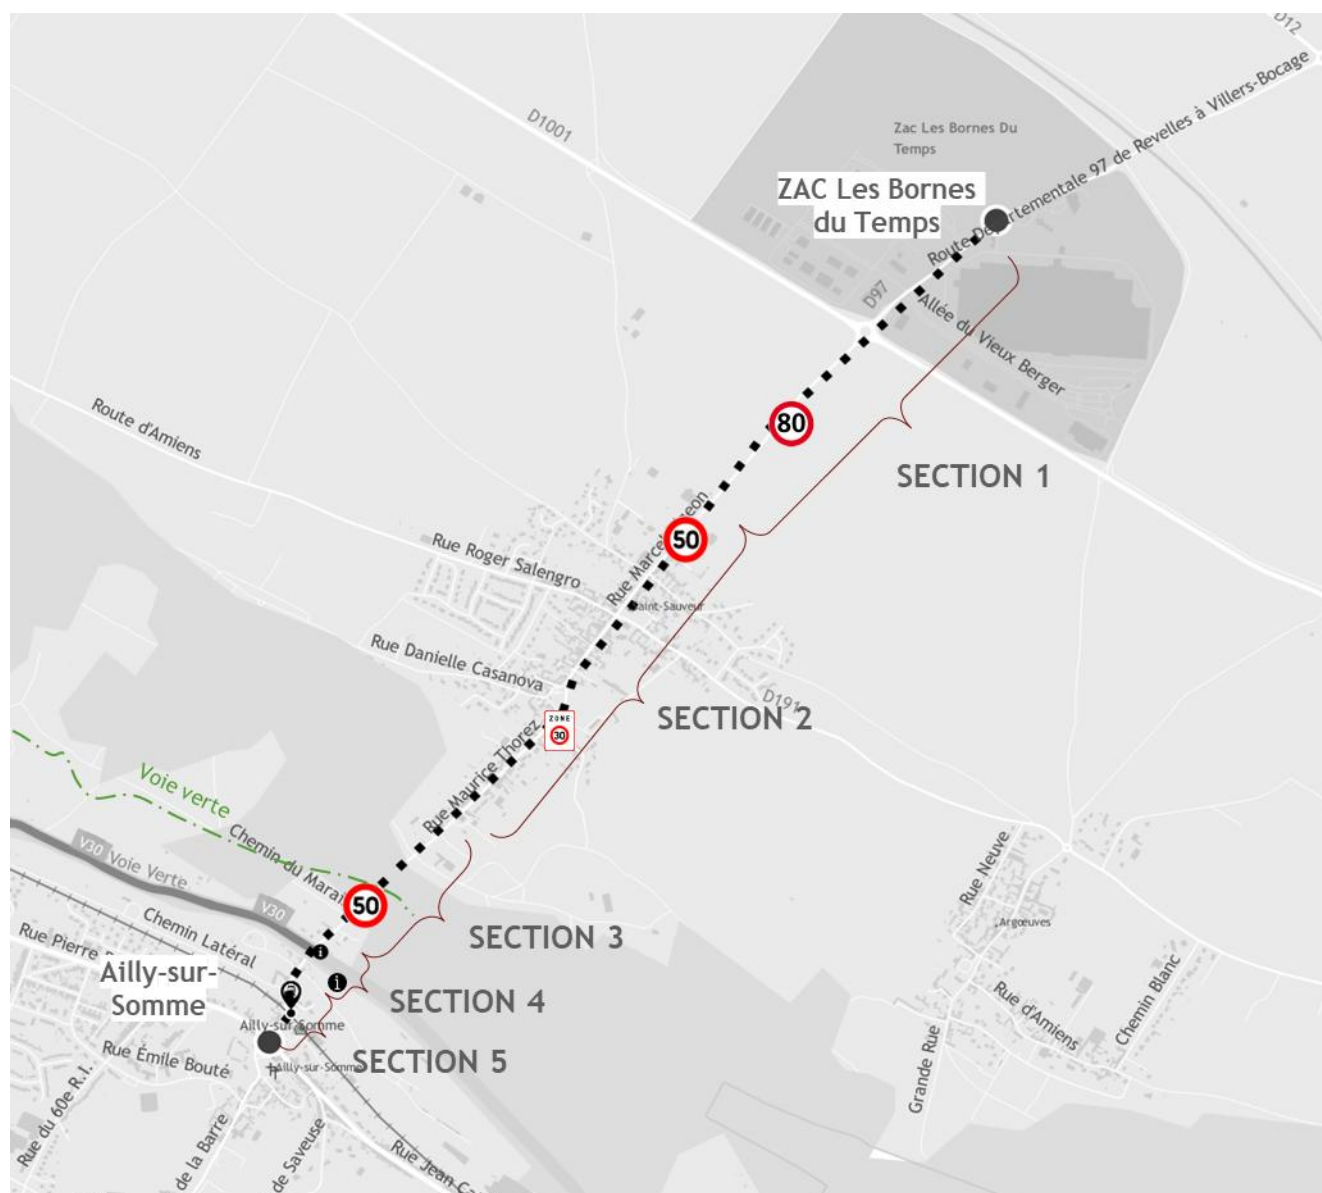 D12
D1001
Zac Les Bornes Du
Temps
Route Départementale 97 de Revelles à Villers-Bocage
ZAC Les Bornes
du Temps
D97
Allée du Vieux Berger
80
Route d'Amiens
SECTION 1
50
Rue Roger Salengro
Rue Danielle Casanova
D191
SECTION 2
ZONE
30
Rue Maurice Thorez
Voie verte
Chemin du Marais
V30
Voie Verte
V30
50
Chemin Latéral
Rue Pierre
SECTION 3
Rue Neuve
Argœuves
Ailly-sur-
Somme
i
i
SECTION 4
Chemin Blanc
Rue d'Amiens
Ailly-sur-Somme
Rue Émile Bouté
Ailly-sur-Somme
SECTION 5
Grande Rue
Rue du 60e R.I.
de la Barre
de Saveuse
Rue Jean